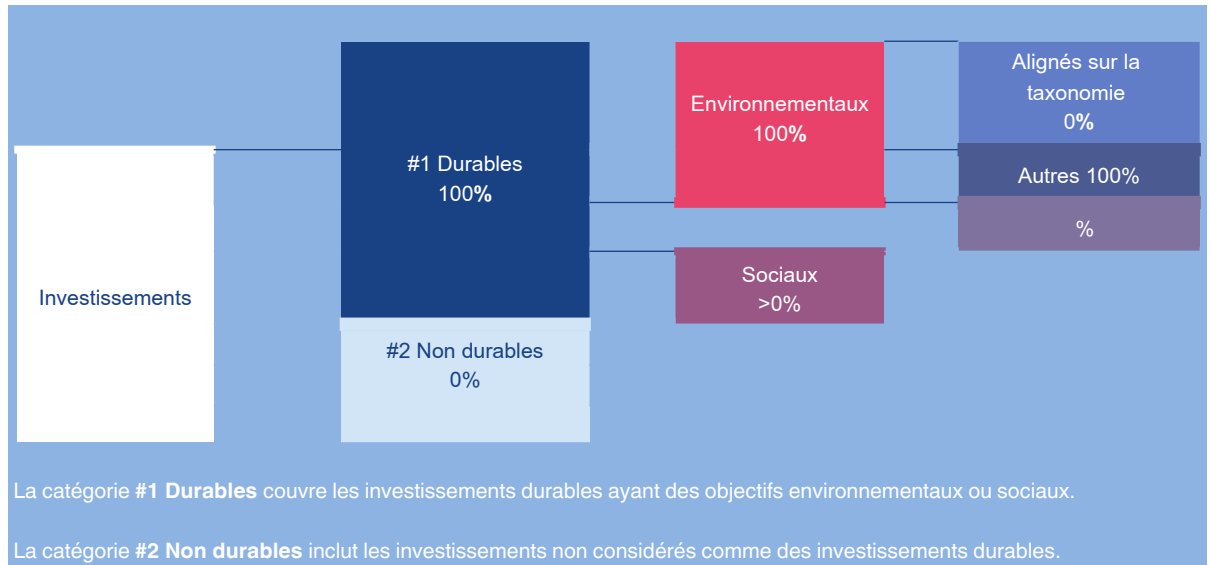 Investissements
#1 Durables
100%
#2 Non durables
0%
Environnementaux
100%
Sociaux
>0%
Alignés sur la
taxonomie
0%
Autres 100%
%
La catégorie #1 Durables couvre les investissements durables ayant des objectifs environnementaux ou sociaux.
La catégorie #2 Non durables inclut les investissements non considérés comme des investissements durables.